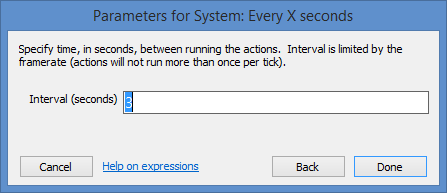 Parameters for System: Every X seconds
Specify time, in seconds, between running the actions. Interval is limited by the
framerate (actions will not run more than once per tick).
Interval (seconds) 3
Cancel Help on expressions Back Done